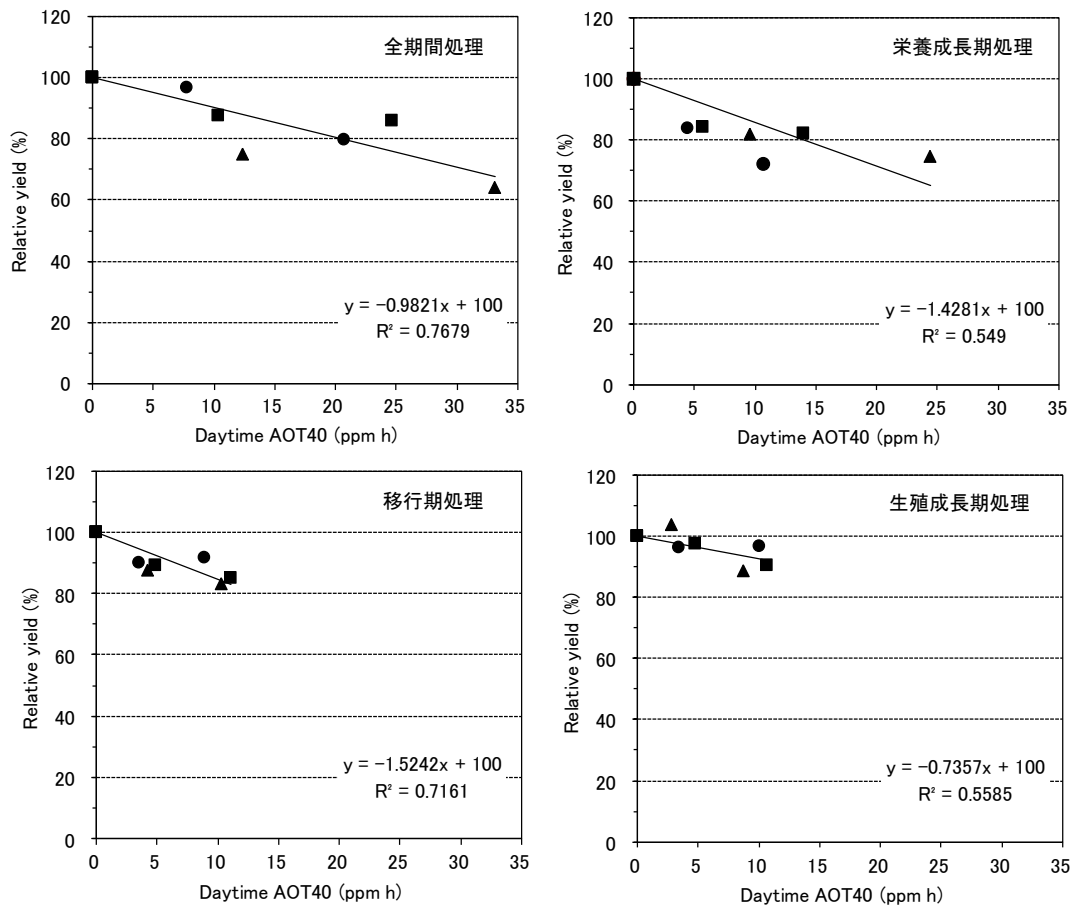 120
100
80
60
40
20
0
Relative yield (%)
全期間処理
y = −0.9821x + 100
R² = 0.7679
0 5 10 15 20 25 30 35
Daytime AOT40 (ppm h)
120
100
80
60
40
20
0
Relative yield (%)
栄養成長期処理
y = −1.4281x + 100
R² = 0.549
0 5 10 15 20 25 30 35
Daytime AOT40 (ppm h)
120
100
80
60
40
20
0
Relative yield (%)
移行期処理
y = −1.5242x + 100
R² = 0.7161
0 5 10 15 20 25 30 35
Daytime AOT40 (ppm h)
120
100
80
60
40
20
0
Relative yield (%)
生殖成長期処理
y = −0.7357x + 100
R² = 0.5585
0 5 10 15 20 25 30 35
Daytime AOT40 (ppm h)